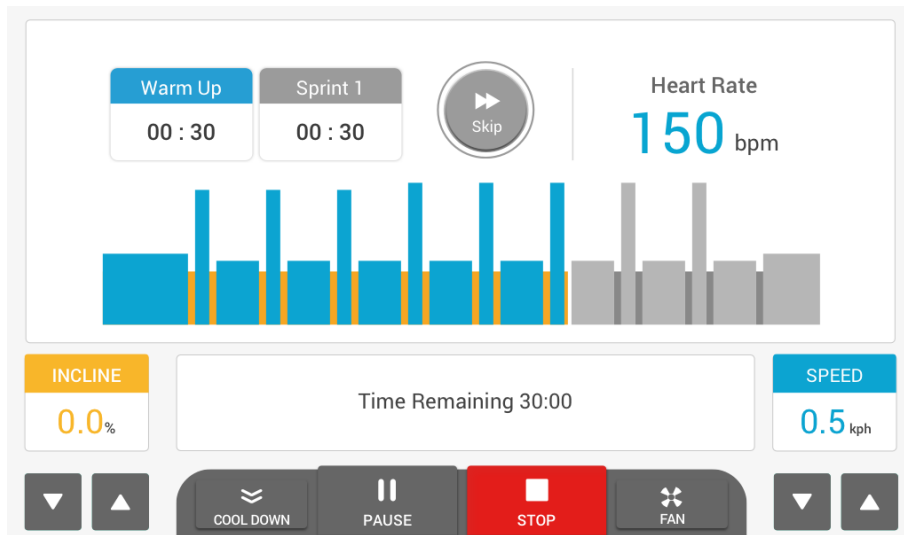 Warm Up
00 : 30
Sprint 1
00 : 30
Skip
Heart Rate
150 bpm
INCLINE
0.0%
Time Remaining 30:00
SPEED
0.5 kph
COOL DOWN
PAUSE
STOP
FAN